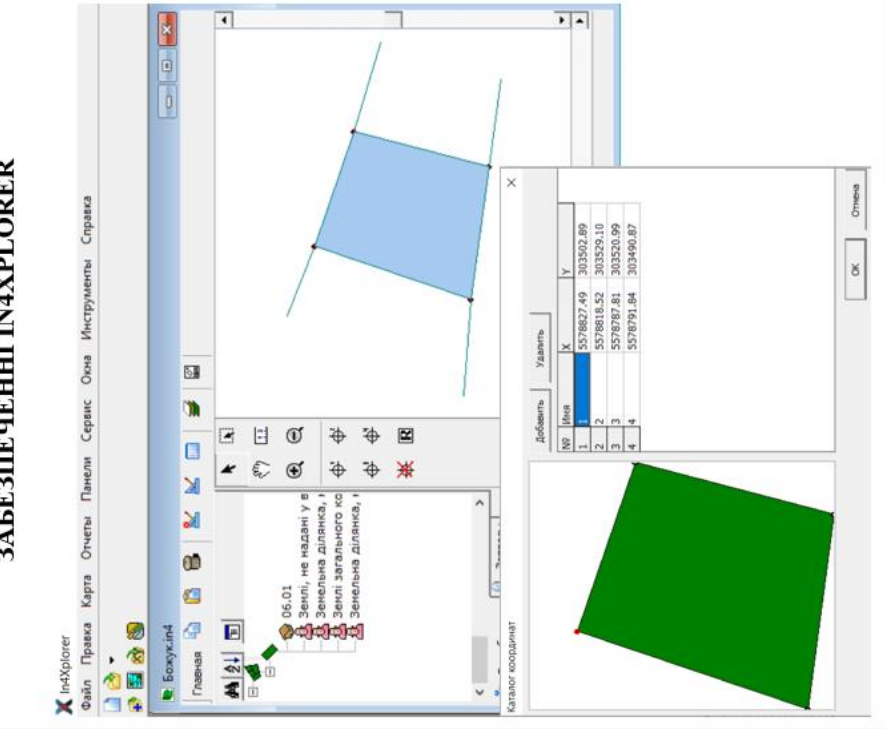 ЗАБЕЗПЕЧЕННІ IN4XPLORER
In4Xplorer
Файл Правка Карта Отчеты Панели Сервис Окна Инструменты Справка
Божук.in4
Главная
06.01
Землі, не надані у в
Земельна ділянка,
Землі загального ко
Земельна ділянка,
R
Каталог координат
Добавить Удалить
№ Имя X Y
1 1 5578827.49 303502.89
2 2 5578818.52 303529.10
3 3 5578787.81 303520.99
4 4 5578791.84 303490.87
OK Отмена